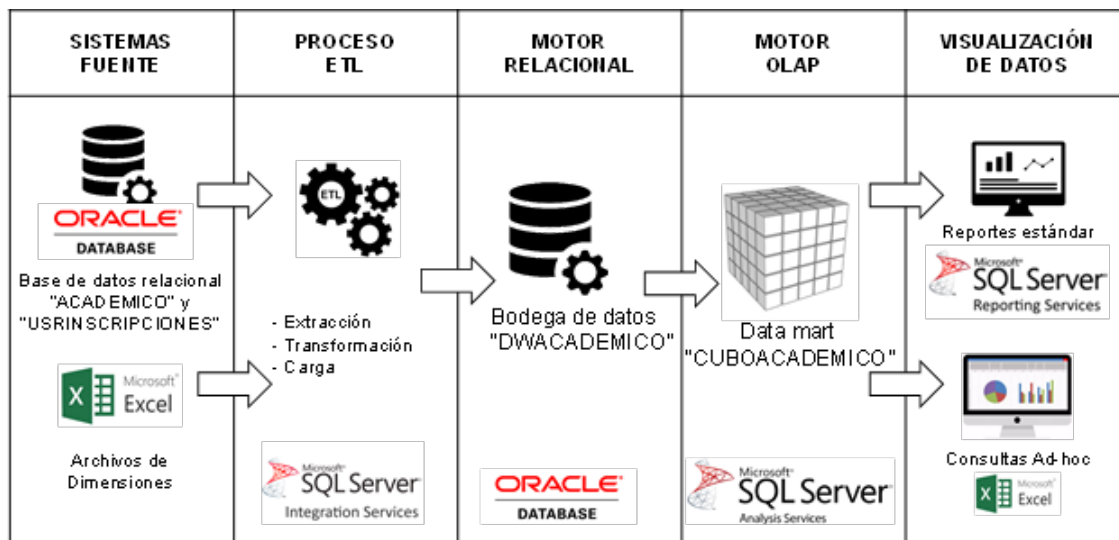 SISTEMAS
FUENTE
PROCESO
ETL
MOTOR
RELACIONAL
MOTOR
OLAP
VISUALIZACIÓN
DE DATOS
ORACLE®
DATABASE
Base de datos relacional
"ACADEMICO" y
"USRINSCRIPCIONES"
Microsoft®
Excel
Archivos de
Dimensiones
ETL
- Extracción
- Transformación
- Carga
Microsoft®
SQL Server®
Integration Services
Bodega de datos
"DWACADEMICO"
ORACLE®
DATABASE
Data mart
"CUBOACADEMICO"
Microsoft®
SQL Server®
Analysis Services
Reportes estándar
Microsoft®
SQL Server®
Reporting Services
Consultas Ad-hoc
Microsoft®
Excel